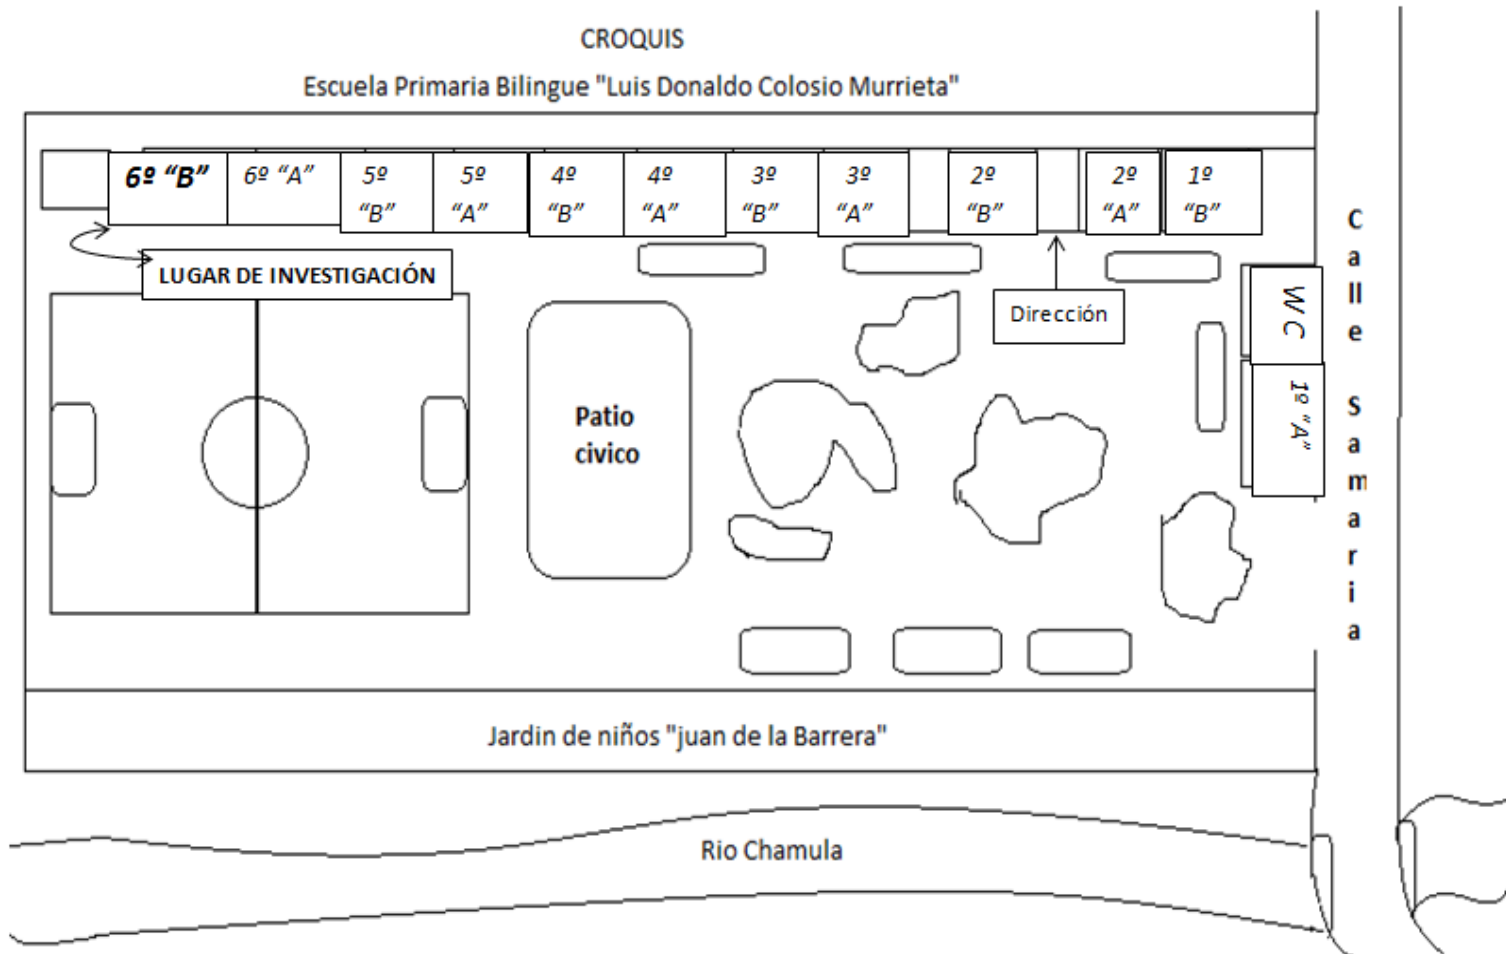 CROQUIS
Escuela Primaria Bilingue "Luis Donaldo Colosio Murrieta"
6º “B”
6º “A”
5º
“B”
5º
“A”
4º
“B”
4º
“A”
3º
“B”
3º
“A”
2º
“B”
2º
“A”
1º
“B”
LUGAR DE INVESTIGACIÓN
Dirección
W C
1º “A”
Patio
civico
Calle Samaria
Jardin de niños "juan de la Barrera"
Rio Chamula